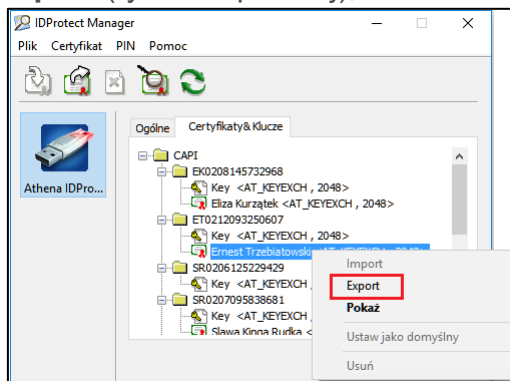 IDProtect Manager
Plik Certyfikat PIN Pomoc
Ogólne Certyfikaty&Klucze
Athena IDPro...
CAPI
EK0208145732968
Key <AT_KEYEXCH , 2048>
Eliza Kurzątek <AT_KEYEXCH , 2048>
ET0212093250607
Key <AT_KEYEXCH , 2048>
Ernest Trzebiatowski <AT_KEYEXCH , 2048>
SR0206125229429
Key <AT_KEYEXCH ,
SR0207095838681
Key <AT_KEYEXCH ,
Sława Kinga Rudka <
Import
Export
Pokaż
Ustaw jako domyślny
Usuń